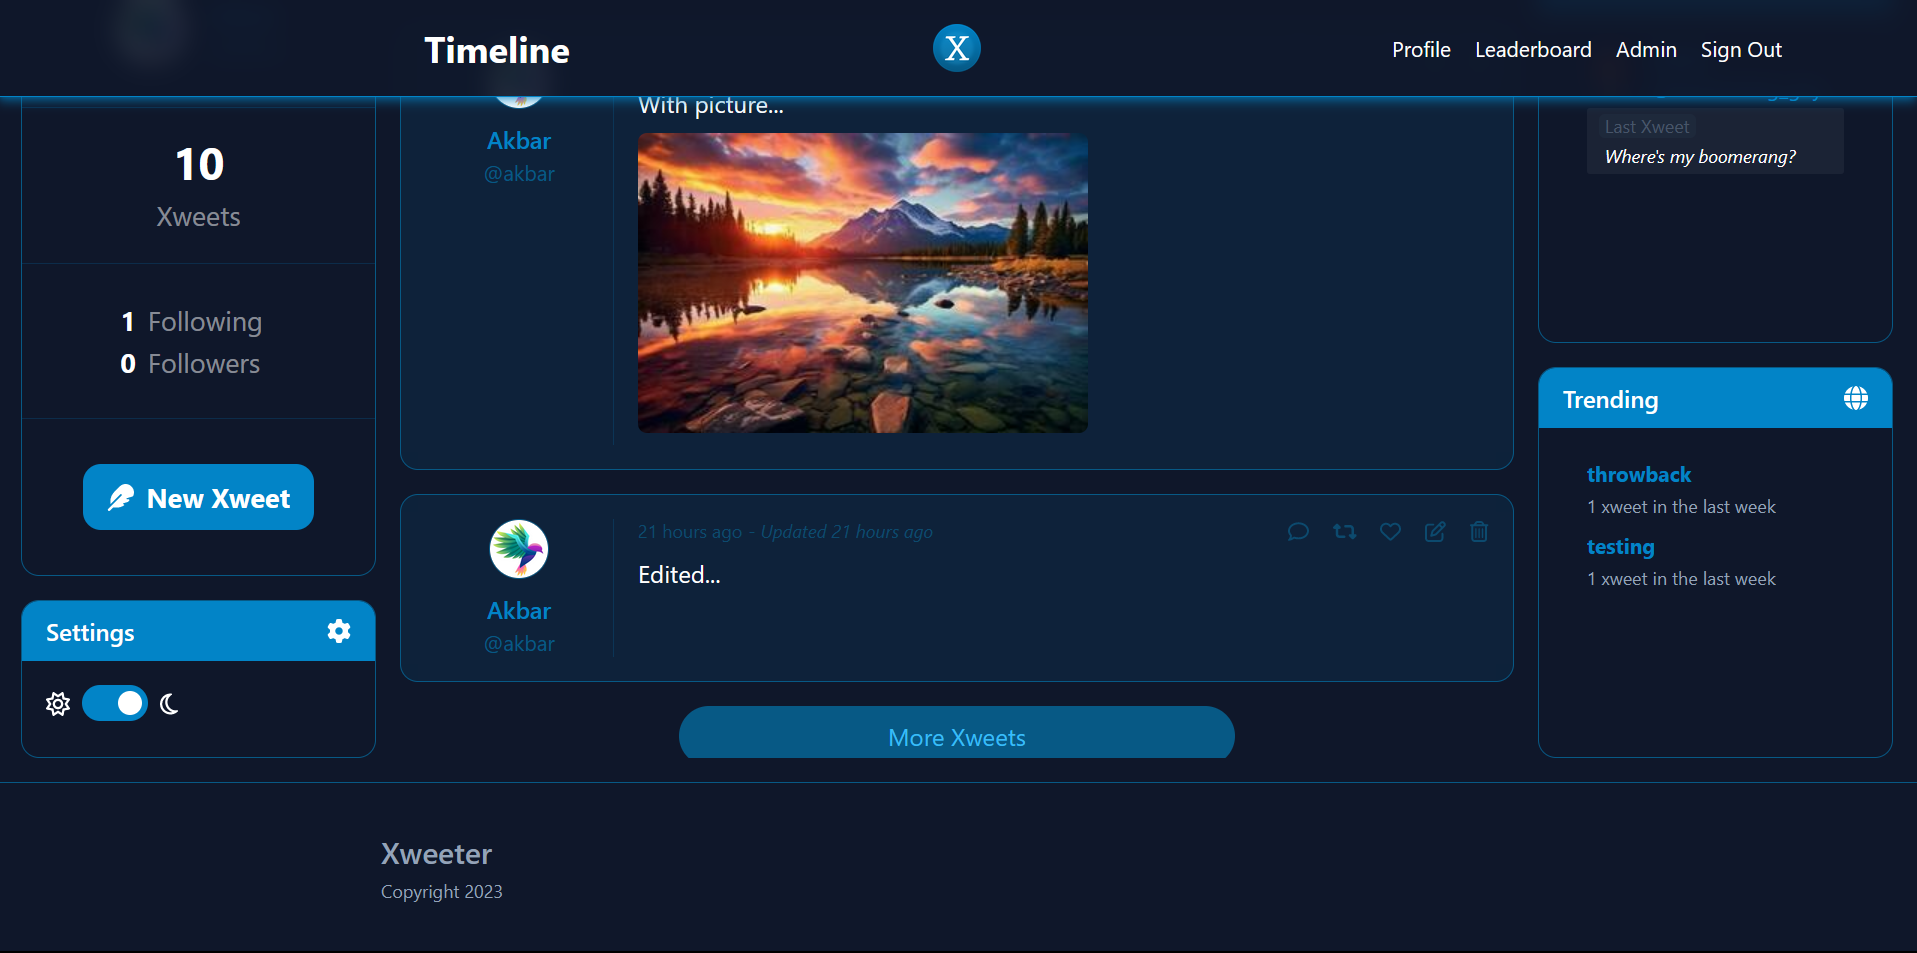 Timeline
X
Profile Leaderboard Admin Sign Out
10
Xweets
1 Following
0 Followers
New Xweet
Settings
With picture...
Akbar
@akbar
21 hours ago - Updated 21 hours ago
Edited...
Akbar
@akbar
More Xweets
Last Xweet
Where's my boomerang?
Trending
throwback
1 xweet in the last week
testing
1 xweet in the last week
Xweeter
Copyright 2023